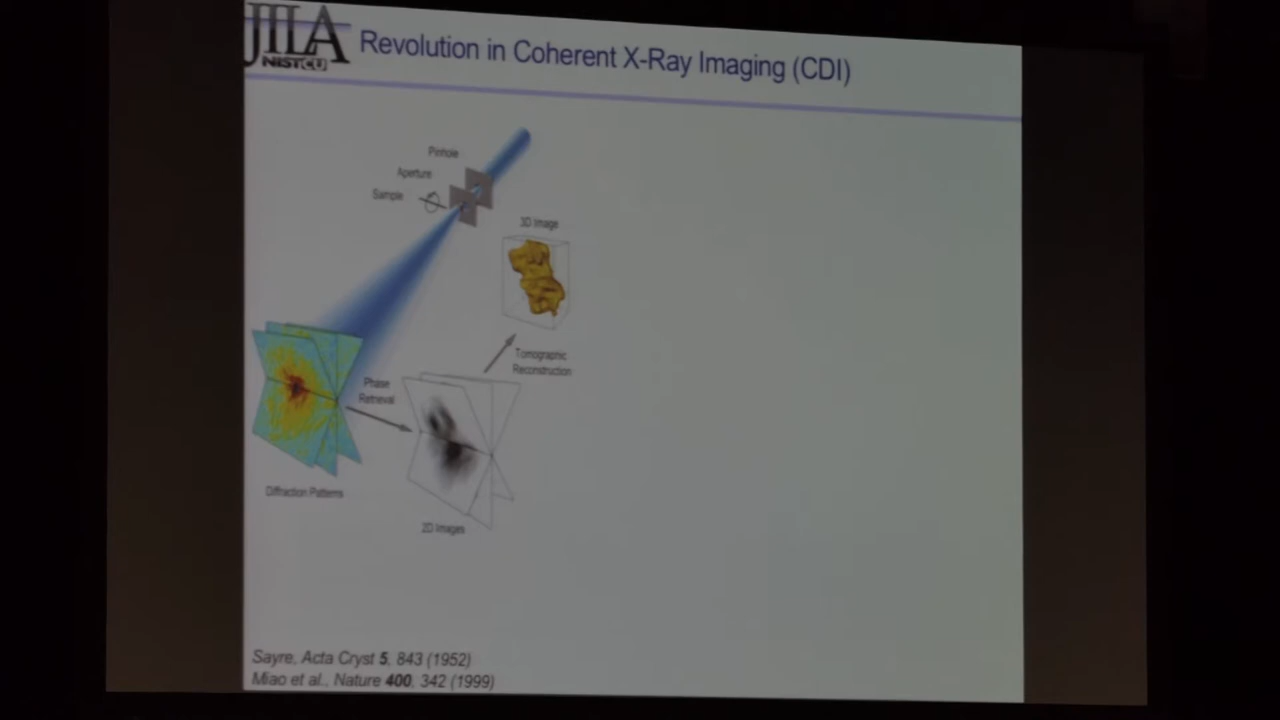 JILA
NIST CU
Revolution in Coherent X-Ray Imaging (CDI)
Pinhole
Aperture
Sample
3D Image
Tomographic
Reconstruction
Phase
Retrieval
Diffraction Patterns
2D Images
Sayre, Acta Cryst 5, 843 (1952)
Miao et al., Nature 400, 342 (1999)